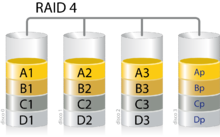 RAID 4
A1 A2 A3 Ap
B1 B2 B3 Bp
C1 C2 C3 Cp
D1 D2 D3 Dp